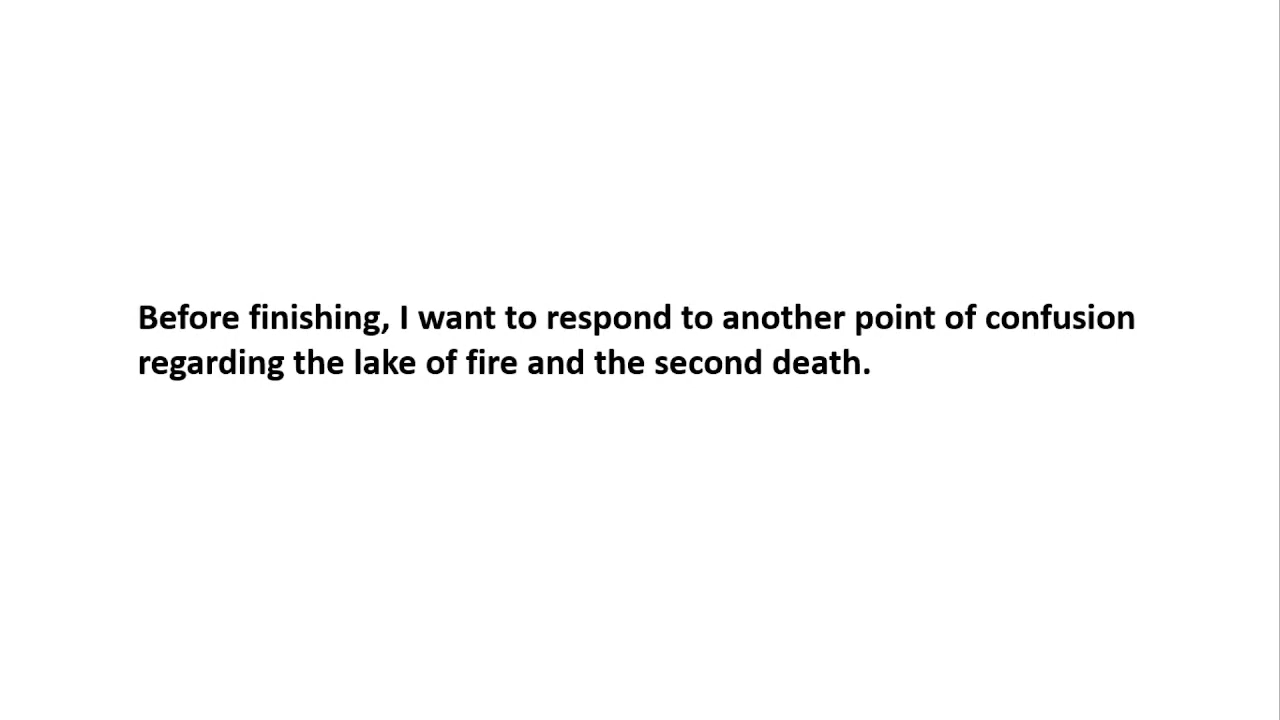 Before finishing, I want to respond to another point of confusion
regarding the lake of fire and the second death.